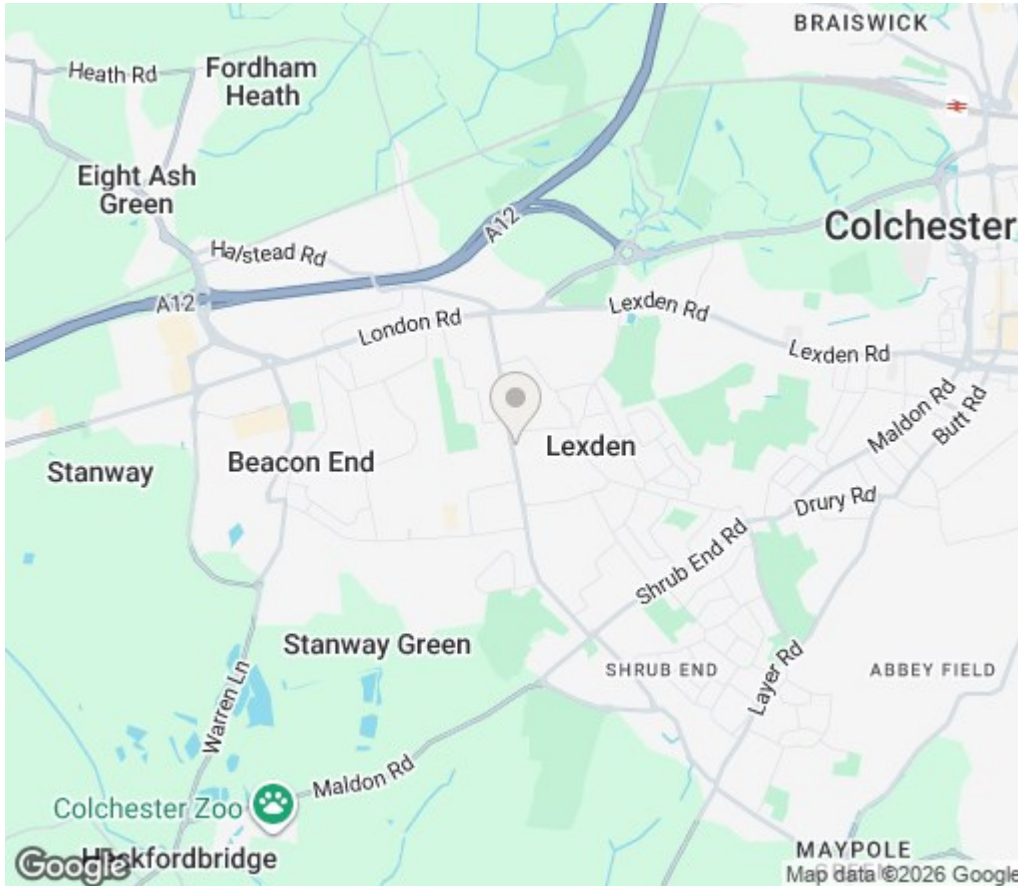 BRAISWICK
Heath Rd
Fordham
Heath
Eight Ash
Green
Colchester
Halstead Rd
A12
A12
London Rd
Lexden Rd
Lexden Rd
Maldon Rd
Butt Rd
Stanway
Beacon End
Lexden
Drury Rd
Shrub End Rd
Stanway Green
SHRUB END
ABBEY FIELD
Layer Rd
Warren Ln
Maldon Rd
Colchester Zoo
MAYPOLE
Google
Map data ©2026 Google